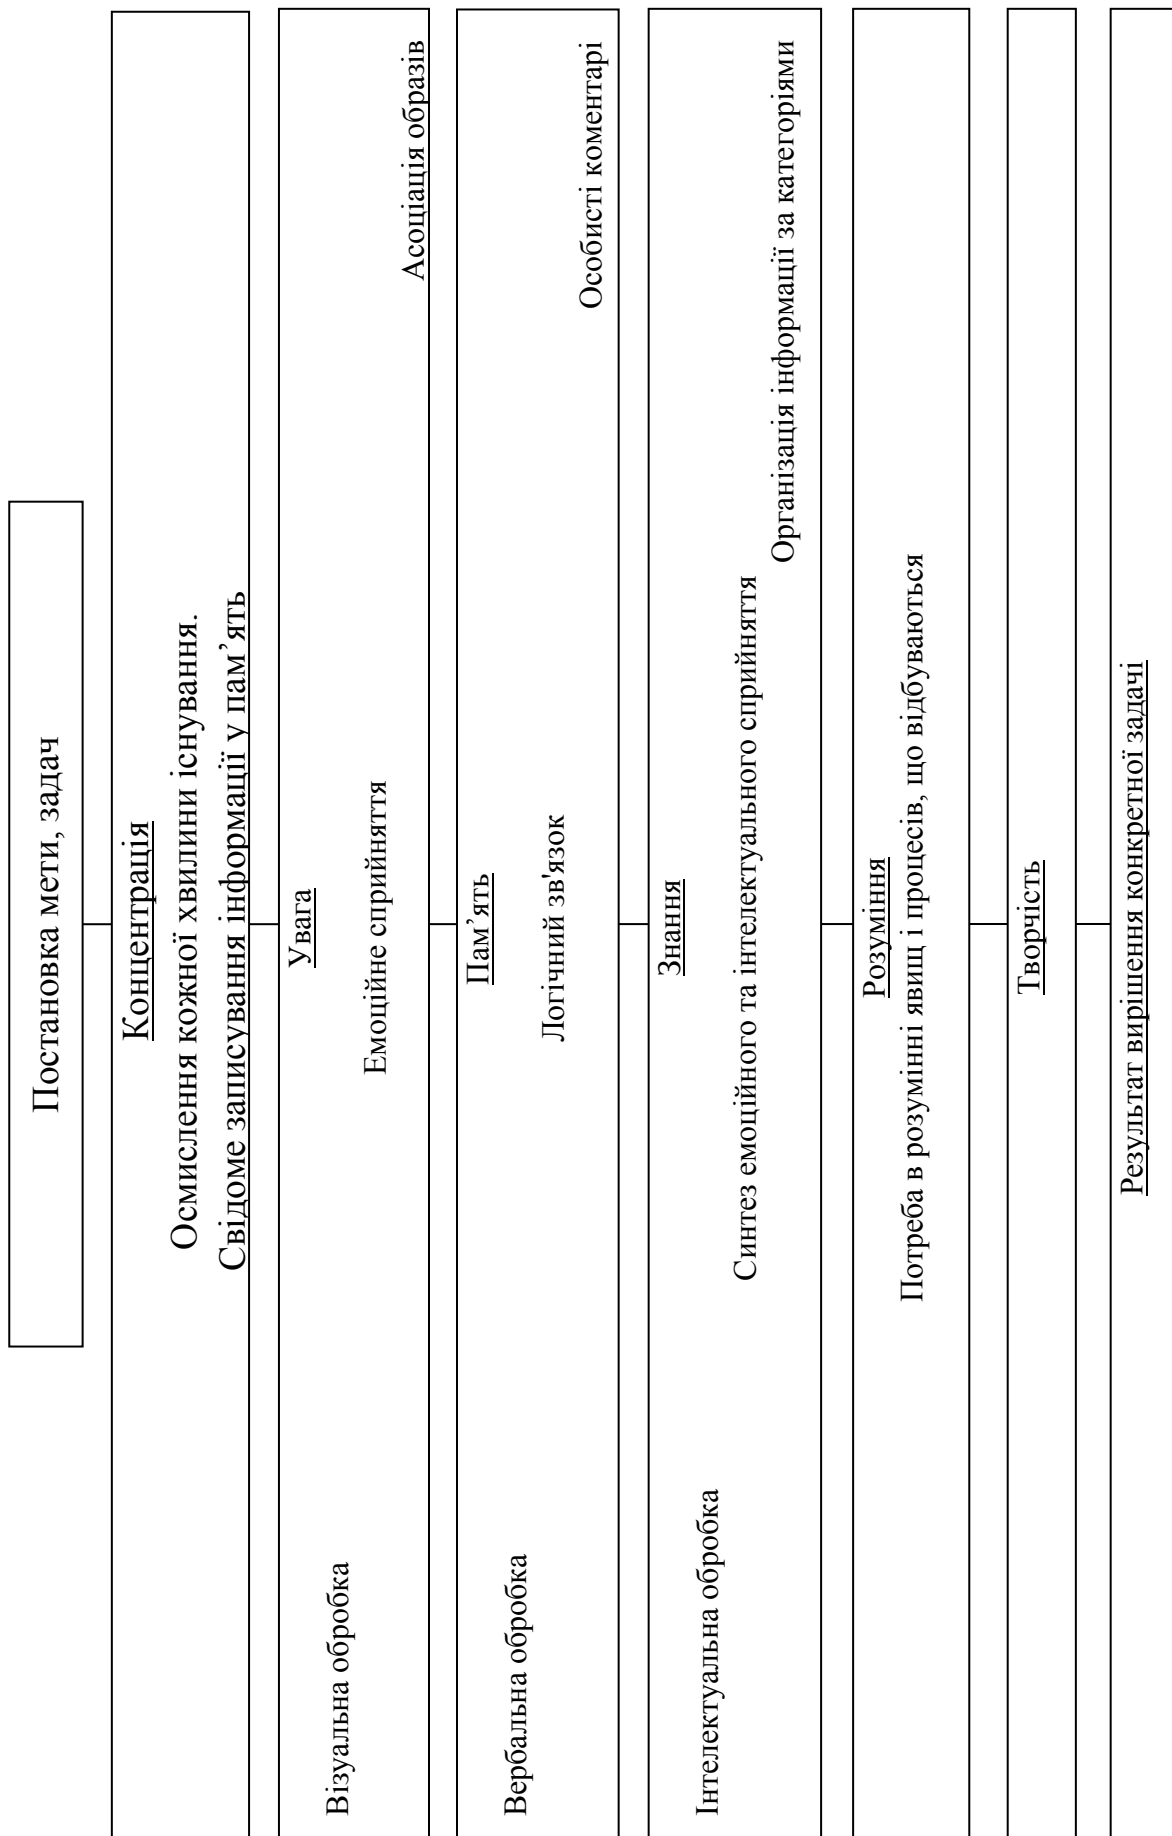 Постановка мети, задач
Концентрація
Осмислення кожної хвилини існування.
Свідоме записування інформації у пам’ять
Увага
Візуальна обробка
Емоційне сприйняття
Асоціація образів
Пам’ять
Вербальна обробка
Логічний зв'язок
Особисті коментарі
Знання
Інтелектуальна обробка
Синтез емоційного та інтелектуального сприйняття
Організація інформації за категоріями
Розуміння
Потреба в розумінні явищ і процесів, що відбуваються
Творчість
Результат вирішення конкретної задачі